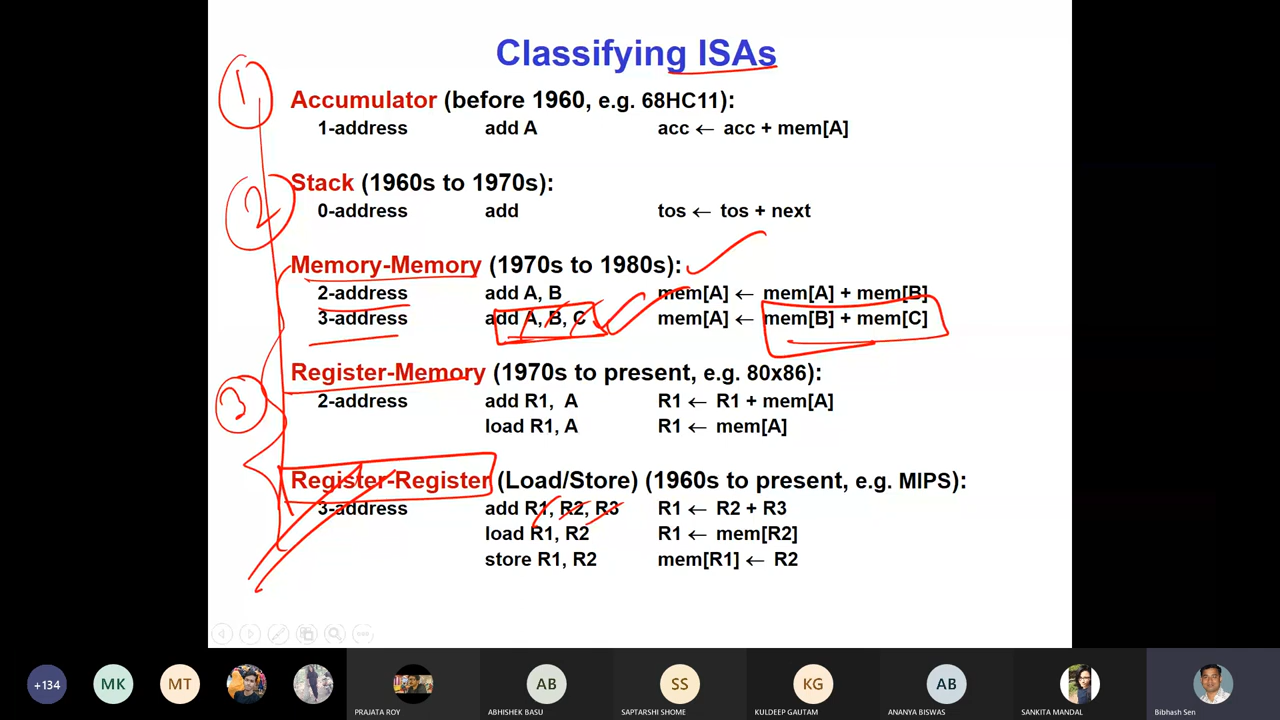 Classifying ISAs
1
Accumulator (before 1960, e.g. 68HC11):
1-address add A acc ← acc + mem[A]
2
Stack (1960s to 1970s):
0-address add tos ← tos + next
Memory-Memory (1970s to 1980s):
2-address add A, B mem[A] ← mem[A] + mem[B]
3-address add A, B, C mem[A] ← mem[B] + mem[C]
3
Register-Memory (1970s to present, e.g. 80x86):
2-address add R1, A R1 ← R1 + mem[A]
load R1, A R1 ← mem[A]
Register-Register (Load/Store) (1960s to present, e.g. MIPS):
3-address add R1, R2, R3 R1 ← R2 + R3
load R1, R2 R1 ← mem[R2]
store R1, R2 mem[R1] ← R2
+134 MK MT AB SS KG AB
PRAJATA ROY ABHISHEK BASU SAPTARSHI SHOME KULDEEP GAUTAM ANANYA BISWAS SANKITA MANDAL Bibhash Sen